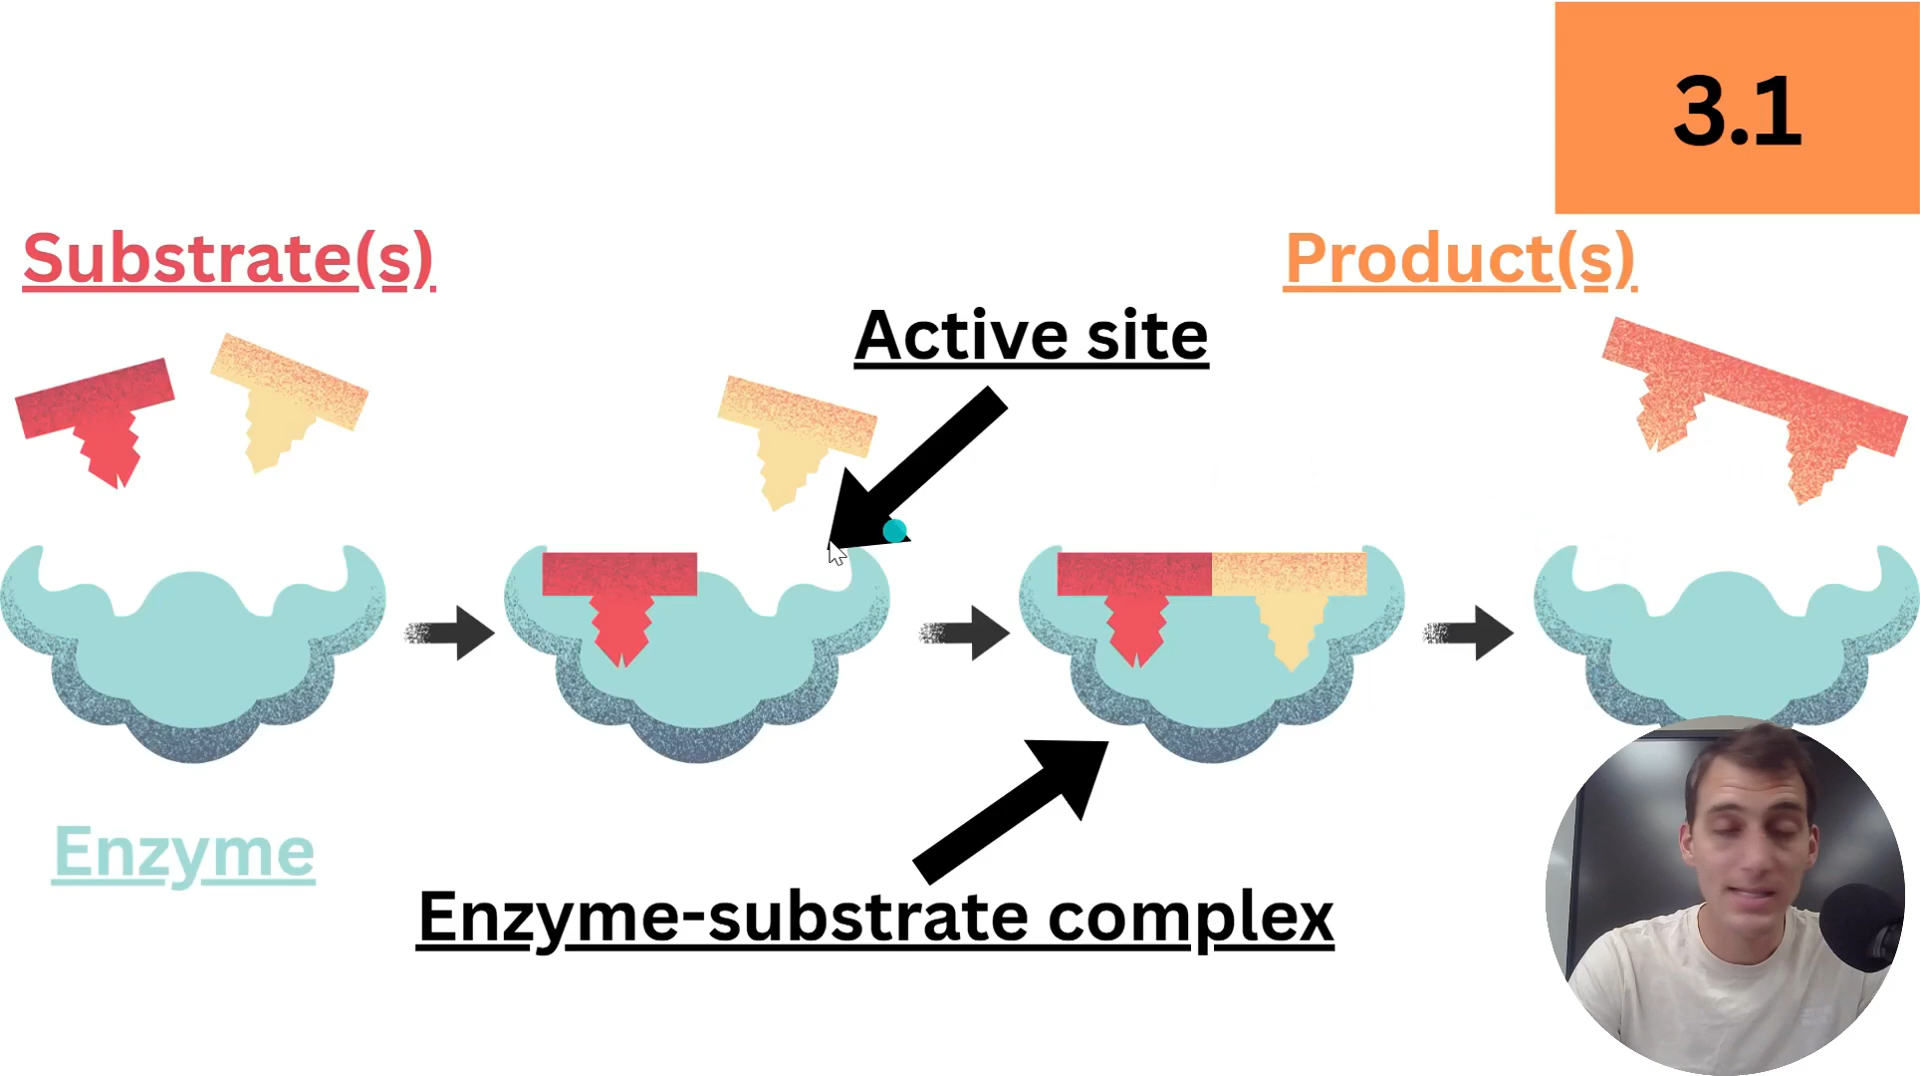 3.1
Substrate(s)
Product(s)
Active site
Enzyme
Enzyme-substrate complex